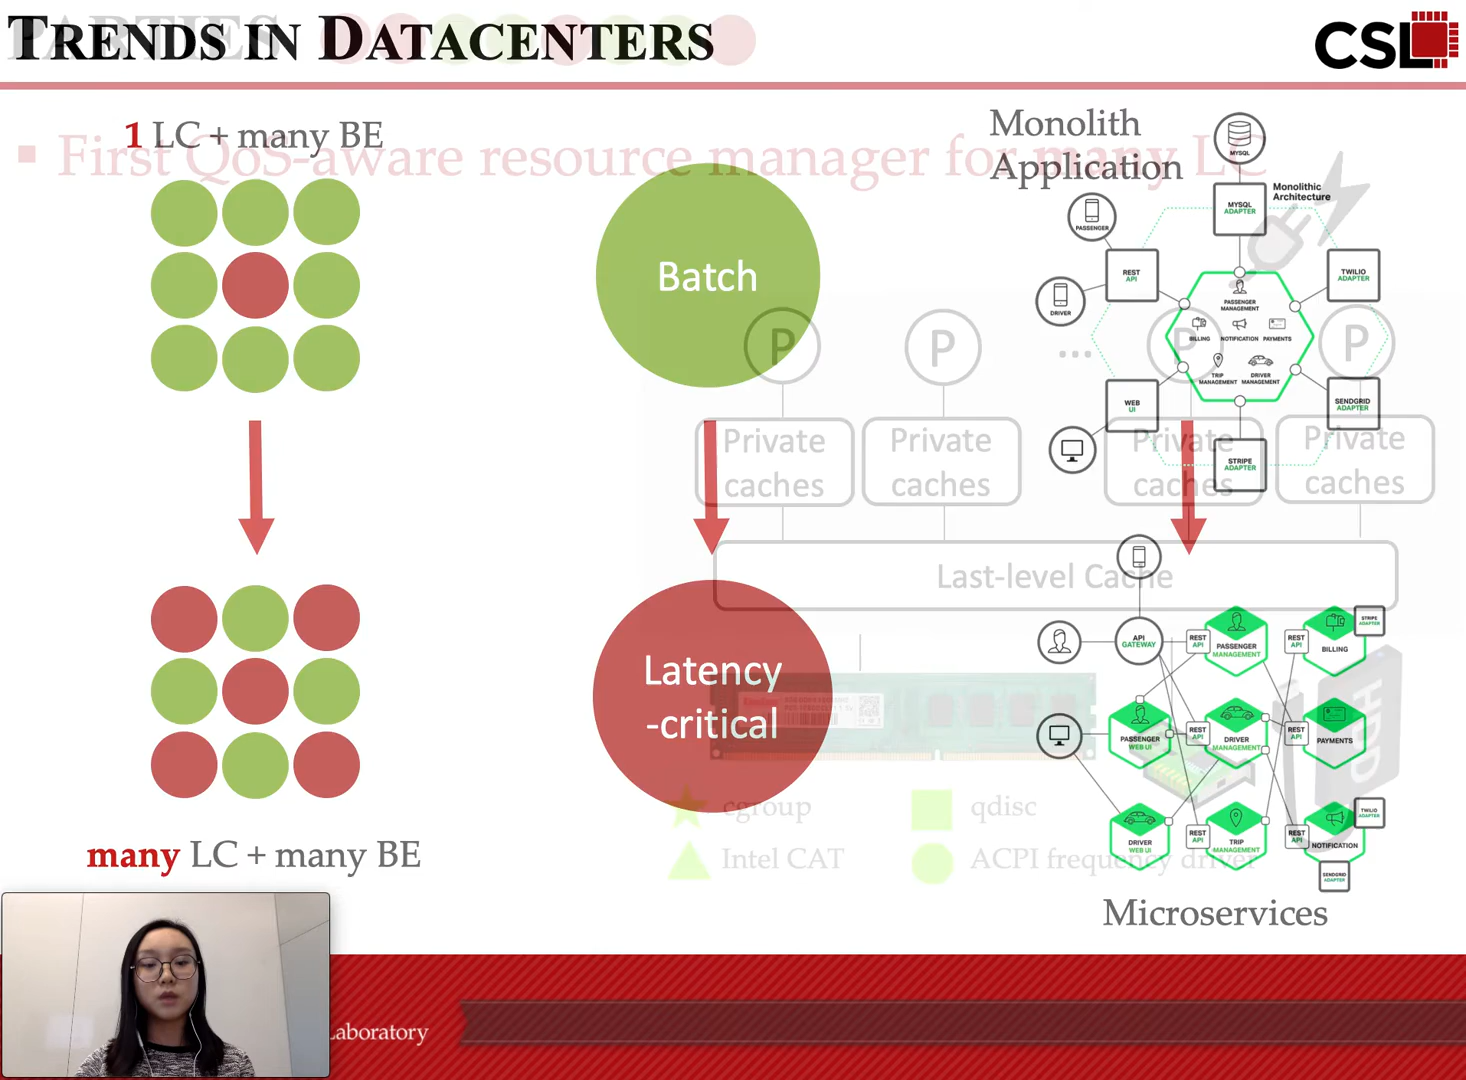 TRENDS IN DATACENTERS
PARTIES
CSL
1 LC + many BE
First QoS-aware resource manager for many LC
Monolith
Application
MYSQL
Monolithic
Architecture
MYSQL
ADAPTER
PASSENGER
REST
API
TWILIO
ADAPTER
DRIVER
PASSENGER
MANAGEMENT
BILLING
NOTIFICATION
PAYMENTS
TRIP
MANAGEMENT
DRIVER
MANAGEMENT
WEB
UI
SENDGRID
ADAPTER
STRIPE
ADAPTER
Batch
P
P
...
P
P
Private
caches
Private
caches
Private
caches
Private
caches
Last-level Cache
Latency
-critical
API
GATEWAY
REST
API
PASSENGER
MANAGEMENT
REST
API
BILLING
STRIPE
ADAPTER
PASSENGER
WEB UI
REST
API
DRIVER
MANAGEMENT
REST
API
PAYMENTS
HDD
DRIVER
WEB UI
REST
API
TRIP
MANAGEMENT
REST
API
NOTIFICATION
TWILIO
ADAPTER
SENDGRID
ADAPTER
cgroup
qdisc
Intel CAT
ACPI frequency driver
many LC + many BE
Microservices
Laboratory